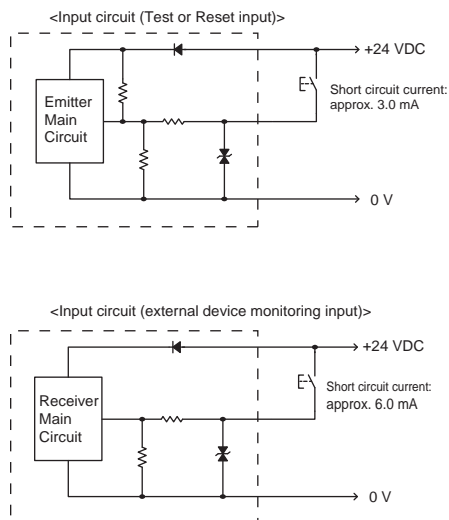 <Input circuit (Test or Reset input)>
+24 VDC
Emitter
Main
Circuit
Short circuit current:
approx. 3.0 mA
0 V
<Input circuit (external device monitoring input)>
+24 VDC
Receiver
Main
Circuit
Short circuit current:
approx. 6.0 mA
0 V